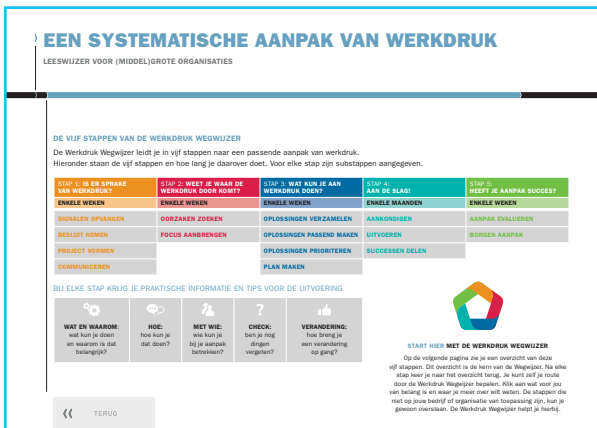 EEN SYSTEMATISCHE AANPAK VAN WERKDRUK
LEESWIJZER VOOR (MIDDEL)GROTE ORGANISATIES
DE VIJF STAPPEN VAN DE WERKDRUK WEGWIJZER
De Werkdruk Wegwijzer leidt je in vijf stappen naar een passende aanpak van werkdruk.
Hieronder staan de vijf stappen en hoe lang je daarover doet. Voor elke stap zijn substappen aangegeven.
STAP 1: IS ER SPRAKE
VAN WERKDRUK?
ENKELE WEKEN
SIGNALEN OPVANGEN
BESLUIT NEMEN
PROJECT VORMEN
COMMUNICEREN
STAP 2: WEET JE WAAR DE
WERKDRUK DOOR KOMT?
ENKELE WEKEN
OORZAKEN ZOEKEN
FOCUS AANBRENGEN
STAP 3: WAT KUN JE AAN
WERKDRUK DOEN?
ENKELE WEKEN
OPLOSSINGEN VERZAMELEN
OPLOSSINGEN PASSEND MAKEN
OPLOSSINGEN PRIORITEREN
PLAN MAKEN
STAP 4:
AAN DE SLAG!
ENKELE MAANDEN
AANKONDIGEN
UITVOEREN
SUCCESSEN DELEN
STAP 5:
HEEFT JE AANPAK SUCCES?
ENKELE WEKEN
AANPAK EVALUEREN
BORGEN AANPAK
BIJ ELKE STAP KRIJG JE PRAKTISCHE INFORMATIE EN TIPS VOOR DE UITVOERING
WAT EN WAAROM:
wat kun je doen
en waarom is dat
belangrijk?
HOE:
hoe kun je
dat doen?
MET WIE:
wie kun je
bij je aanpak
betrekken?
?
CHECK:
ben je nog
dingen
vergeten?
VERANDERING:
hoe breng je
een verandering
op gang?
START HIER MET DE WERKDRUK WEGWIJZER
Op de volgende pagina zie je een overzicht van deze
vijf stappen. Dit overzicht is de kern van de Wegwijzer. Na elke
stap keer je naar het overzicht terug. Je kunt zelf je route
door de Werkdruk Wegwijzer bepalen. Klik aan wat voor jou
van belang is en waar je meer over wilt weten. De stappen die
niet op jouw bedrijf of organisatie van toepassing zijn, kun je
gewoon overslaan. De Werkdruk Wegwijzer helpt je hierbij.
TERUG